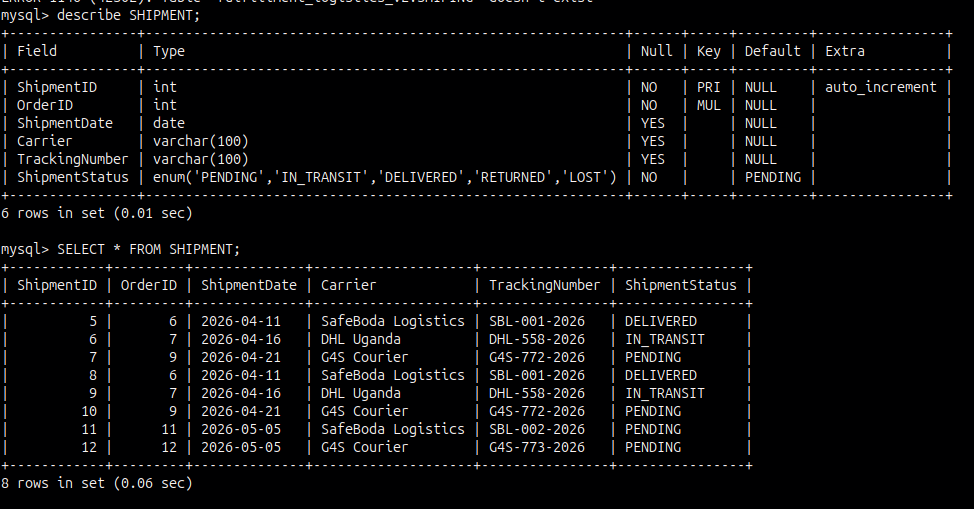 mysql> describe SHIPMENT;
+----------------+-----------------------------------------------------------+------+-----+---------+----------------+
| Field          | Type                                                      | Null | Key | Default | Extra          |
+----------------+-----------------------------------------------------------+------+-----+---------+----------------+
| ShipmentID     | int                                                       | NO   | PRI | NULL    | auto_increment |
| OrderID        | int                                                       | NO   | MUL | NULL    |                |
| ShipmentDate   | date                                                      | YES  |     | NULL    |                |
| Carrier        | varchar(100)                                              | YES  |     | NULL    |                |
| TrackingNumber | varchar(100)                                              | YES  |     | NULL    |                |
| ShipmentStatus | enum('PENDING','IN_TRANSIT','DELIVERED','RETURNED','LOST') | NO   |     | PENDING |                |
+----------------+-----------------------------------------------------------+------+-----+---------+----------------+
6 rows in set (0.01 sec)
mysql> SELECT * FROM SHIPMENT;
+------------+---------+--------------+--------------------+----------------+----------------+
| ShipmentID | OrderID | ShipmentDate | Carrier            | TrackingNumber | ShipmentStatus |
+------------+---------+--------------+--------------------+----------------+----------------+
|          5 |       6 | 2026-04-11   | SafeBoda Logistics | SBL-001-2026   | DELIVERED      |
|          6 |       7 | 2026-04-16   | DHL Uganda         | DHL-558-2026   | IN_TRANSIT     |
|          7 |       9 | 2026-04-21   | G4S Courier        | G4S-772-2026   | PENDING        |
|          8 |       6 | 2026-04-11   | SafeBoda Logistics | SBL-001-2026   | DELIVERED      |
|          9 |       7 | 2026-04-16   | DHL Uganda         | DHL-558-2026   | IN_TRANSIT     |
|         10 |       9 | 2026-04-21   | G4S Courier        | G4S-772-2026   | PENDING        |
|         11 |      11 | 2026-05-05   | SafeBoda Logistics | SBL-002-2026   | PENDING        |
|         12 |      12 | 2026-05-05   | G4S Courier        | G4S-773-2026   | PENDING        |
+------------+---------+--------------+--------------------+----------------+----------------+
8 rows in set (0.06 sec)